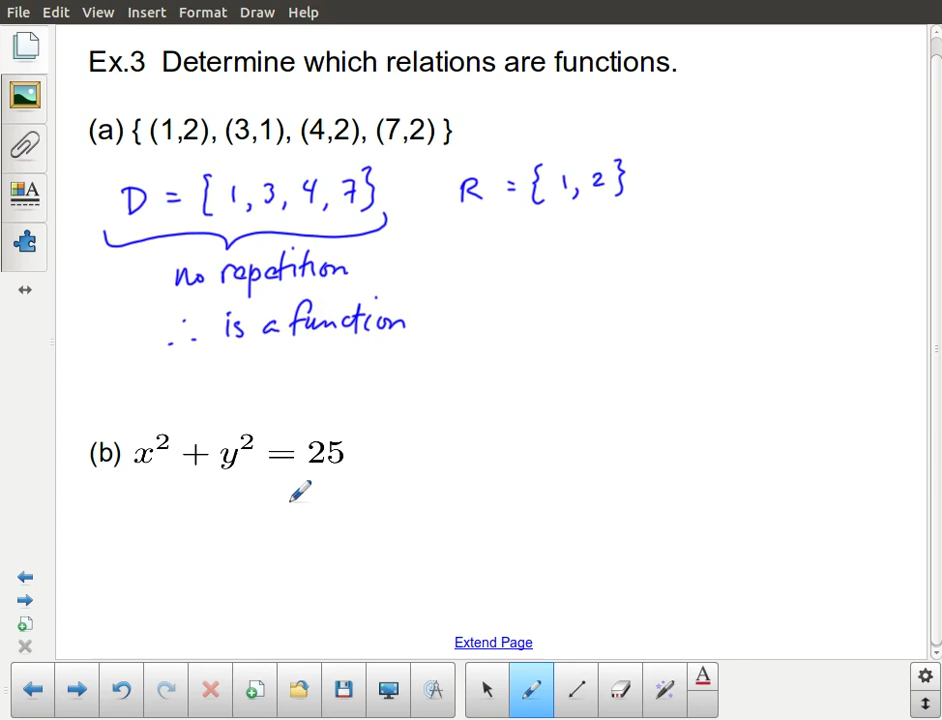 File Edit View Insert Format Draw Help
Ex.3 Determine which relations are functions.
(a) { (1,2), (3,1), (4,2), (7,2) }
D = { 1, 3, 4, 7} R = { 1, 2 }
no repetition
∴ is a function
(b) x² + y² = 25
Extend Page
A
A